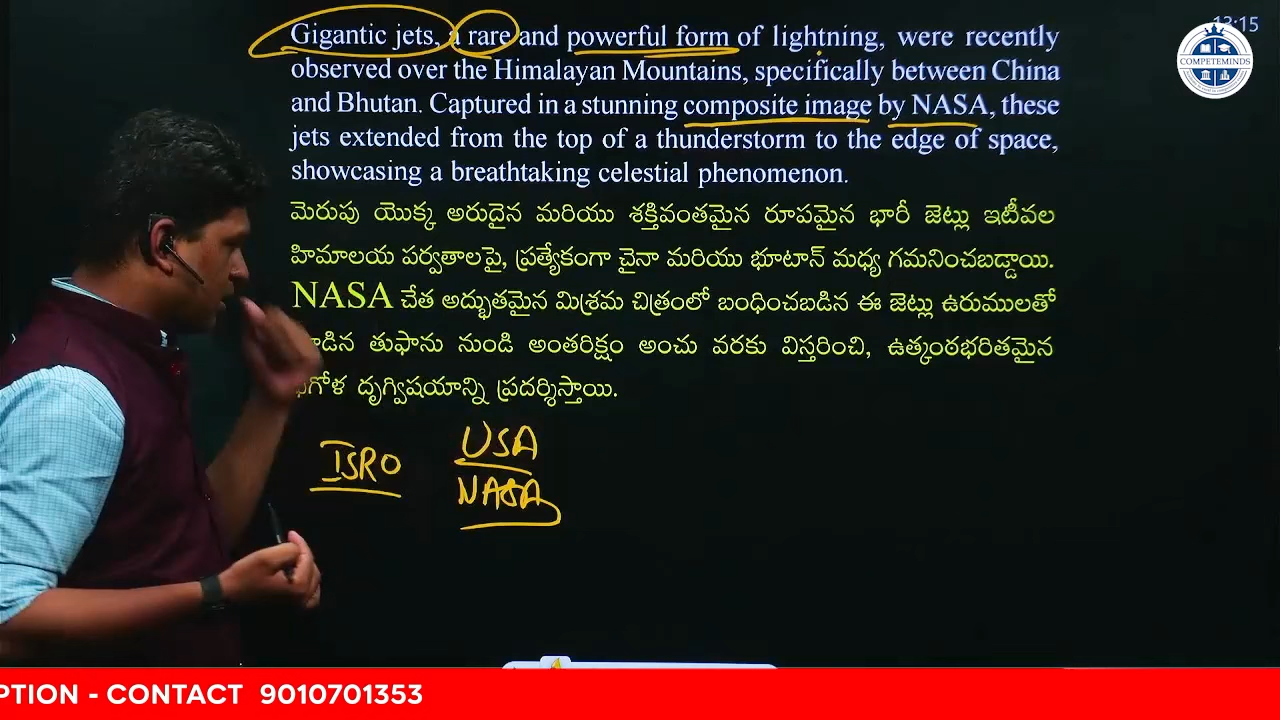 Gigantic jets, a rare and powerful form of lightning, were recently
observed over the Himalayan Mountains, specifically between China
and Bhutan. Captured in a stunning composite image by NASA, these
jets extended from the top of a thunderstorm to the edge of space,
showcasing a breathtaking celestial phenomenon.
మెరుపు యొక్క అరుదైన మరియు శక్తివంతమైన రూపమైన భారీ జెట్లు ఇటీవల
హిమాలయ పర్వతాలపై, ప్రత్యేకంగా చైనా మరియు భూటాన్ మధ్య గమనించబడ్డాయి.
NASA చేత అద్భుతమైన మిశ్రమ చిత్రంలో బంధించబడిన ఈ జెట్లు ఉరుములతో
తుఫాను నుండి అంతరిక్షం అంచు వరకు విస్తరించి, ఉత్కంఠభరితమైన
దృగ్విషయాన్ని ప్రదర్శిస్తాయి.
ISRO USA
NASA
13:15
COMPETEMINDS
PTION - CONTACT 9010701353